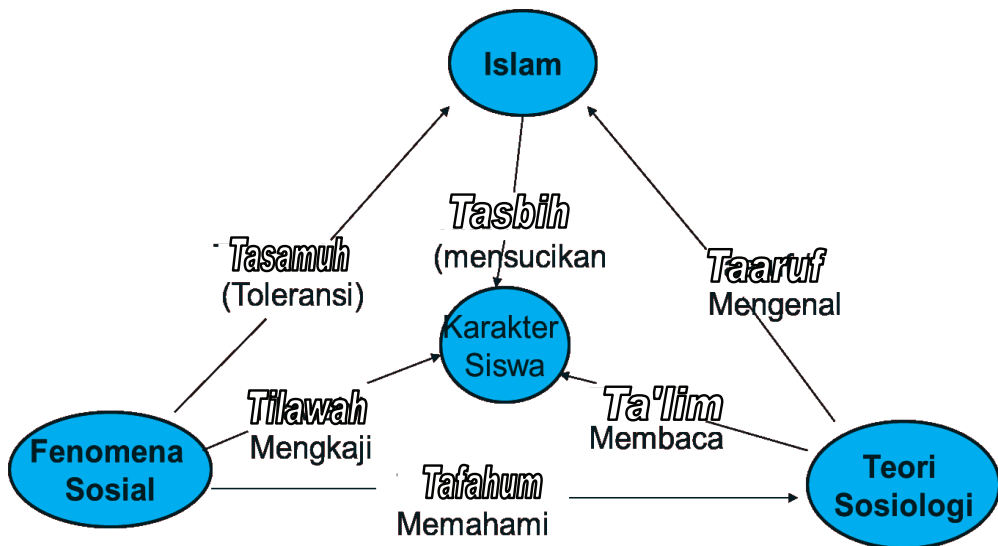 Islam
Tasbih
(mensucikan
Tasamuh
(Toleransi)
Taaruf
Mengenal
Karakter
Siswa
Tilawah
Mengkaji
Ta'lim
Membaca
Fenomena
Sosial
Tafahum
Memahami
Teori
Sosiologi